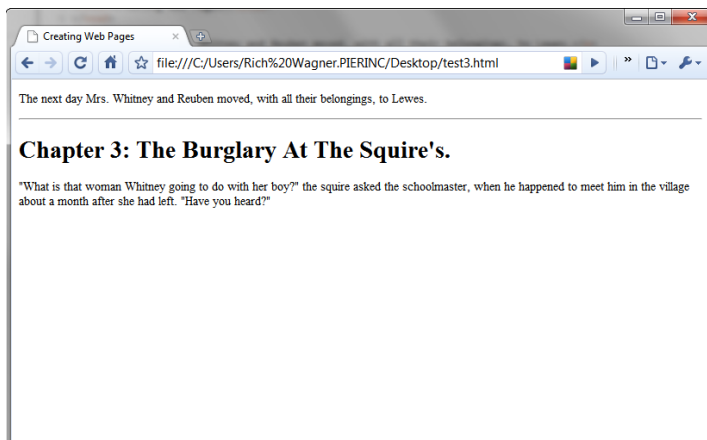 Creating Web Pages
file:///C:/Users/Rich%20Wagner.PIERINC/Desktop/test3.html
The next day Mrs. Whitney and Reuben moved, with all their belongings, to Lewes.
Chapter 3: The Burglary At The Squire's.
"What is that woman Whitney going to do with her boy?" the squire asked the schoolmaster, when he happened to meet him in the village
about a month after she had left. "Have you heard?"